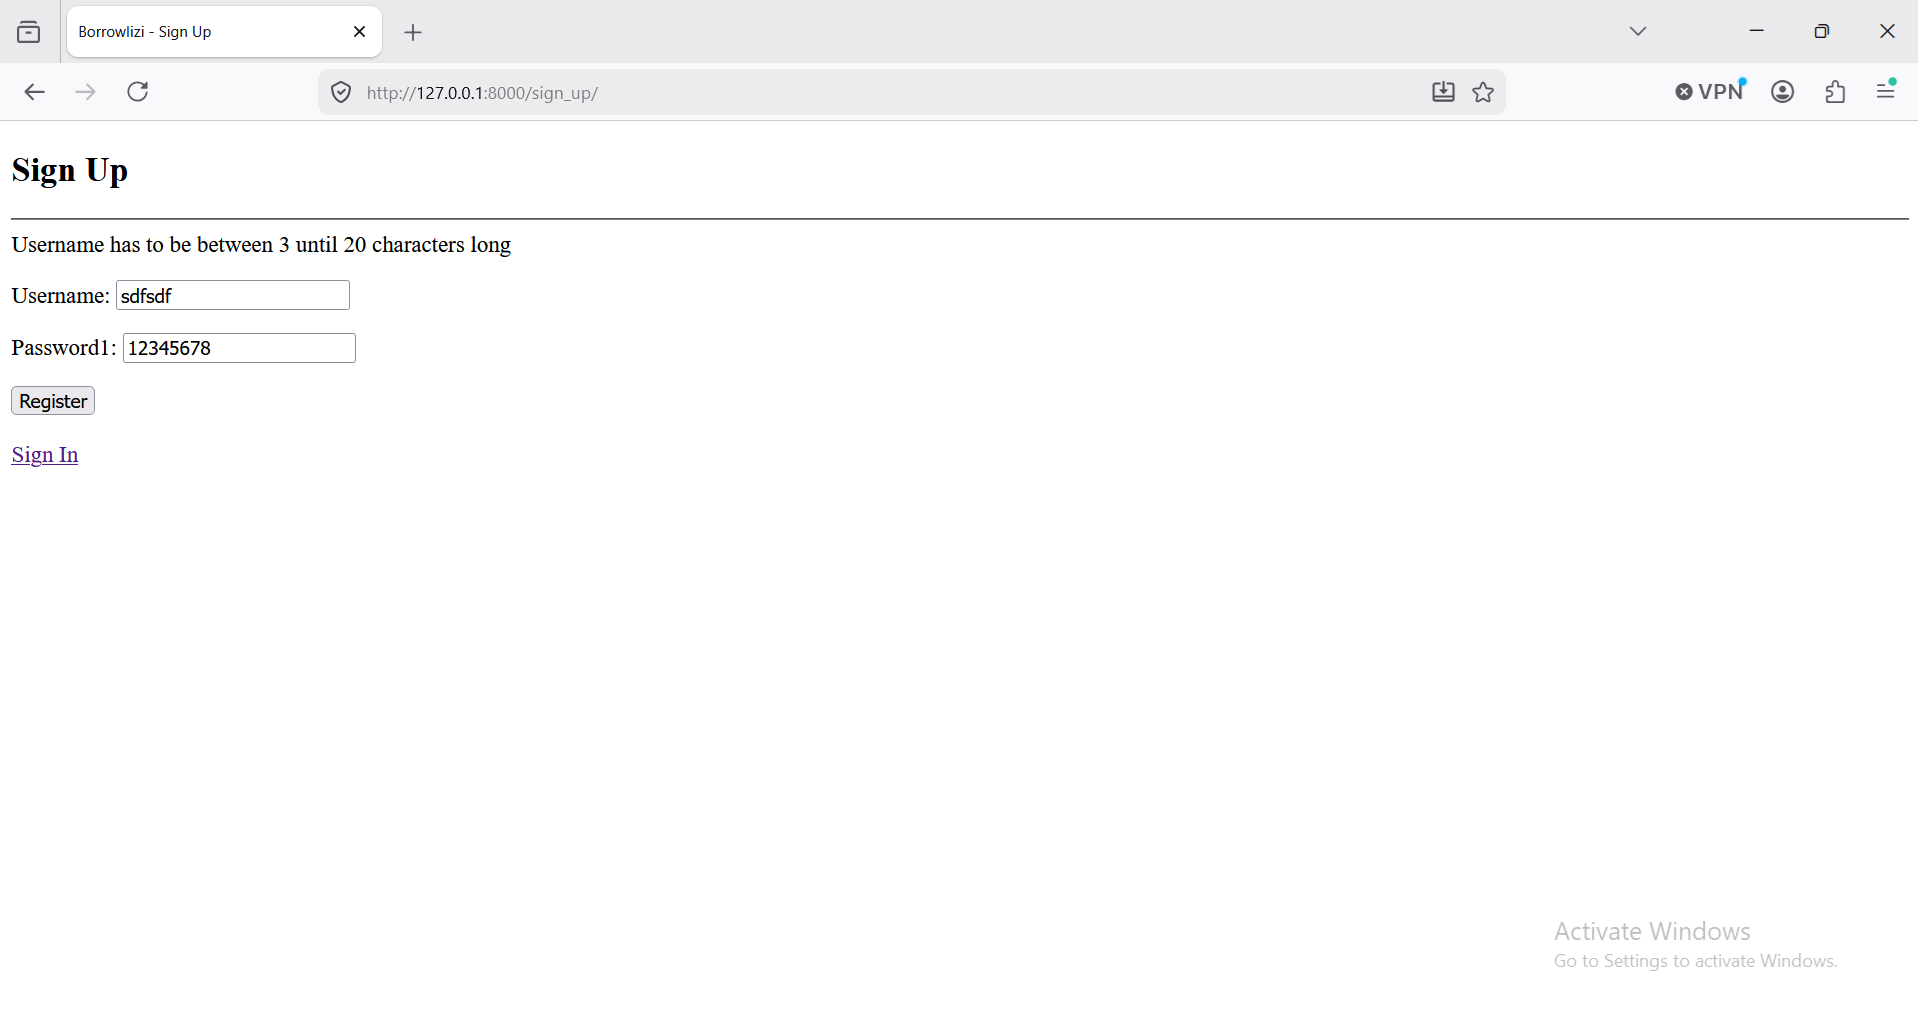 Borrowlizi - Sign Up
http://127.0.0.1:8000/sign_up/
VPN
Sign Up
Username has to be between 3 until 20 characters long
Username: sdfsdf
Password1: 12345678
Register
Sign In
Activate Windows
Go to Settings to activate Windows.